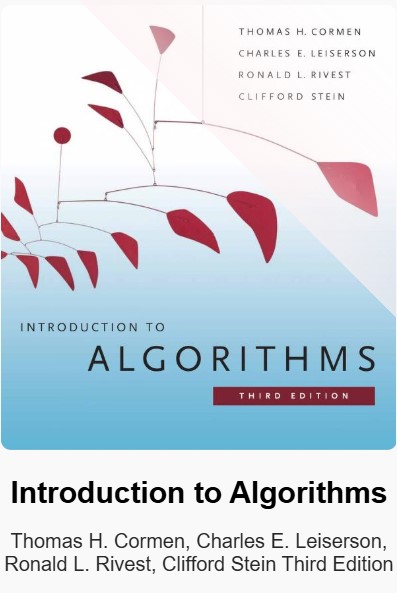 THOMAS H. CORMEN
CHARLES E. LEISERSON
RONALD L. RIVEST
CLIFFORD STEIN
INTRODUCTION TO
ALGORITHMS
THIRD EDITION
Introduction to Algorithms
Thomas H. Cormen, Charles E. Leiserson,
Ronald L. Rivest, Clifford Stein Third Edition